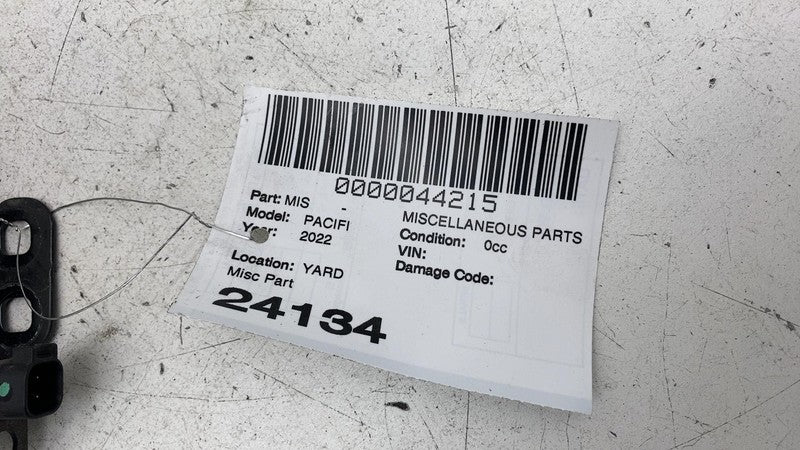 0000044215
Part: MIS - MISCELLANEOUS PARTS
Model: PACIFI Condition: 0cc
Year: 2022 VIN:
Location: YARD Damage Code:
Misc Part
24134